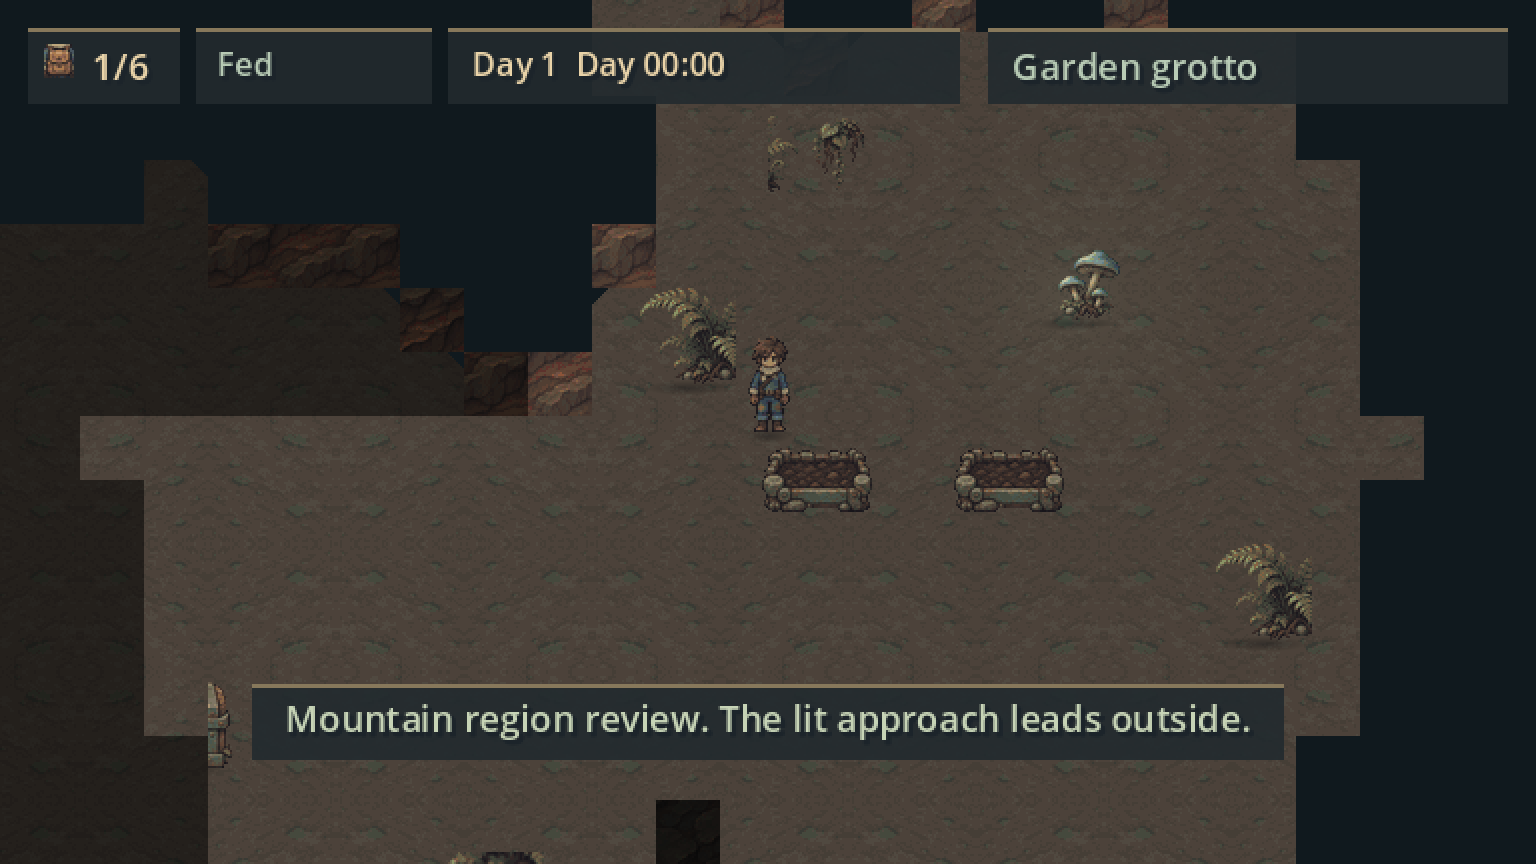 1/6
Fed
Day 1 Day 00:00
Garden grotto
Mountain region review. The lit approach leads outside.